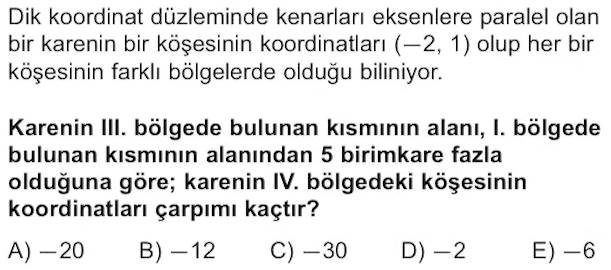 Dik koordinat düzleminde kenarları eksenlere paralel olan
bir karenin bir köşesinin koordinatları (−2, 1) olup her bir
köşesinin farklı bölgelerde olduğu biliniyor.
Karenin III. bölgede bulunan kısmının alanı, I. bölgede
bulunan kısmının alanından 5 birimkare fazla
olduğuna göre; karenin IV. bölgedeki köşesinin
koordinatları çarpımı kaçtır?
A) −20 B) −12 C) −30 D) −2 E) −6